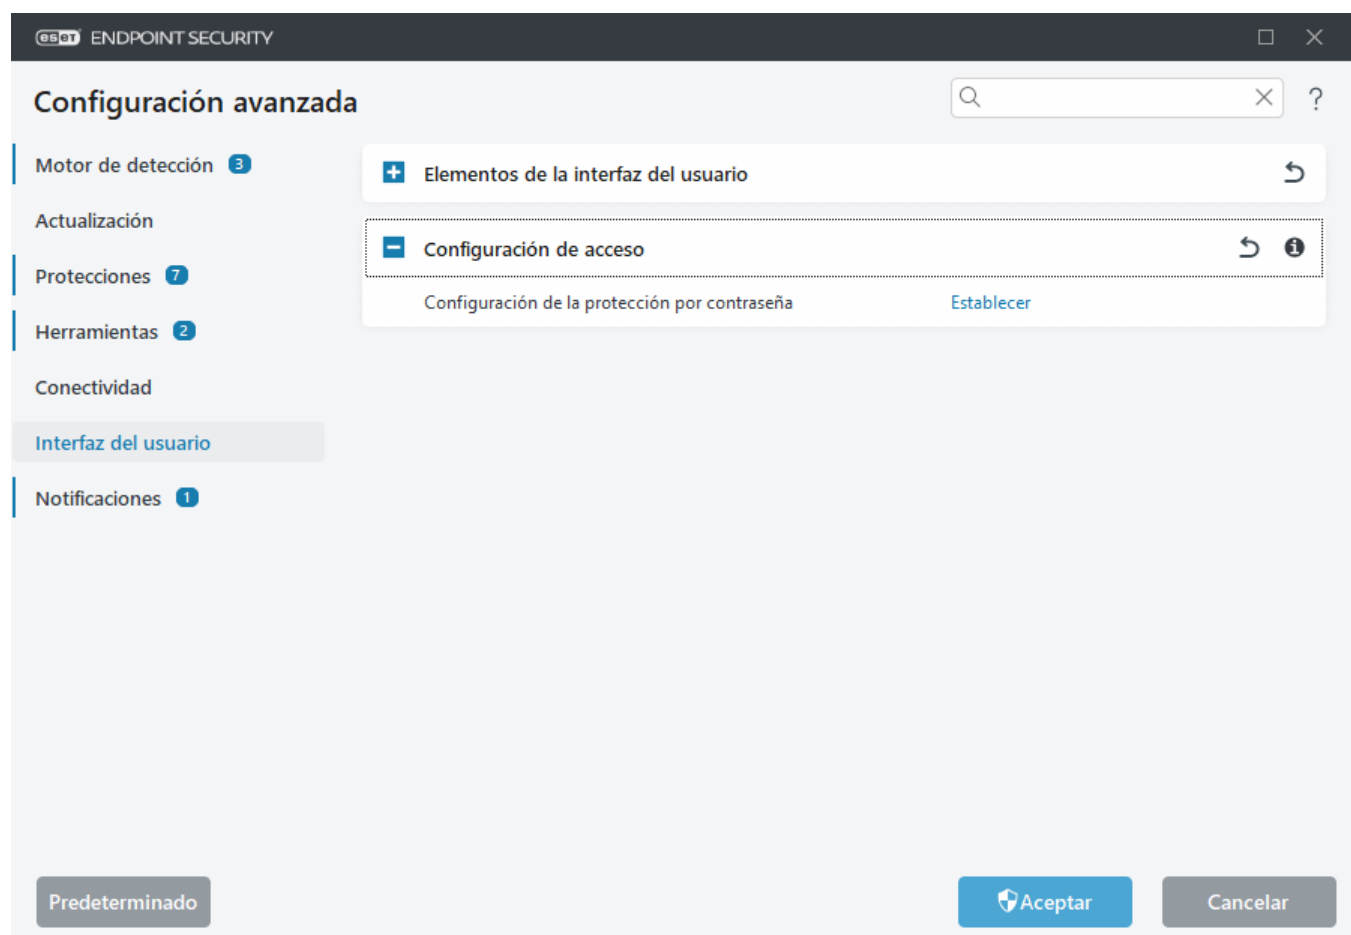 eset ENDPOINT SECURITY
Configuración avanzada
?
Motor de detección 3
Actualización
Protecciones 7
Herramientas 2
Conectividad
Interfaz del usuario
Notificaciones 1
Elementos de la interfaz del usuario
Configuración de acceso
Configuración de la protección por contraseña Establecer
Predeterminado
Aceptar
Cancelar